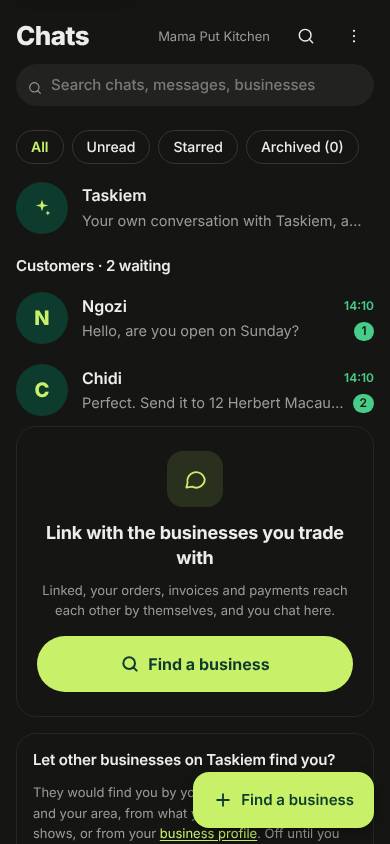 Chats
Mama Put Kitchen
Search chats, messages, businesses
All
Unread
Starred
Archived (0)
Taskiem
Your own conversation with Taskiem, a...
Customers · 2 waiting
N
Ngozi
14:10
Hello, are you open on Sunday?
1
C
Chidi
14:10
Perfect. Send it to 12 Herbert Macau...
2
Link with the businesses you trade
with
Linked, your orders, invoices and payments reach
each other by themselves, and you chat here.
Find a business
Let other businesses on Taskiem find you?
They would find you by
and your area, from what
Find a business
shows, or from your business profile. Off until you